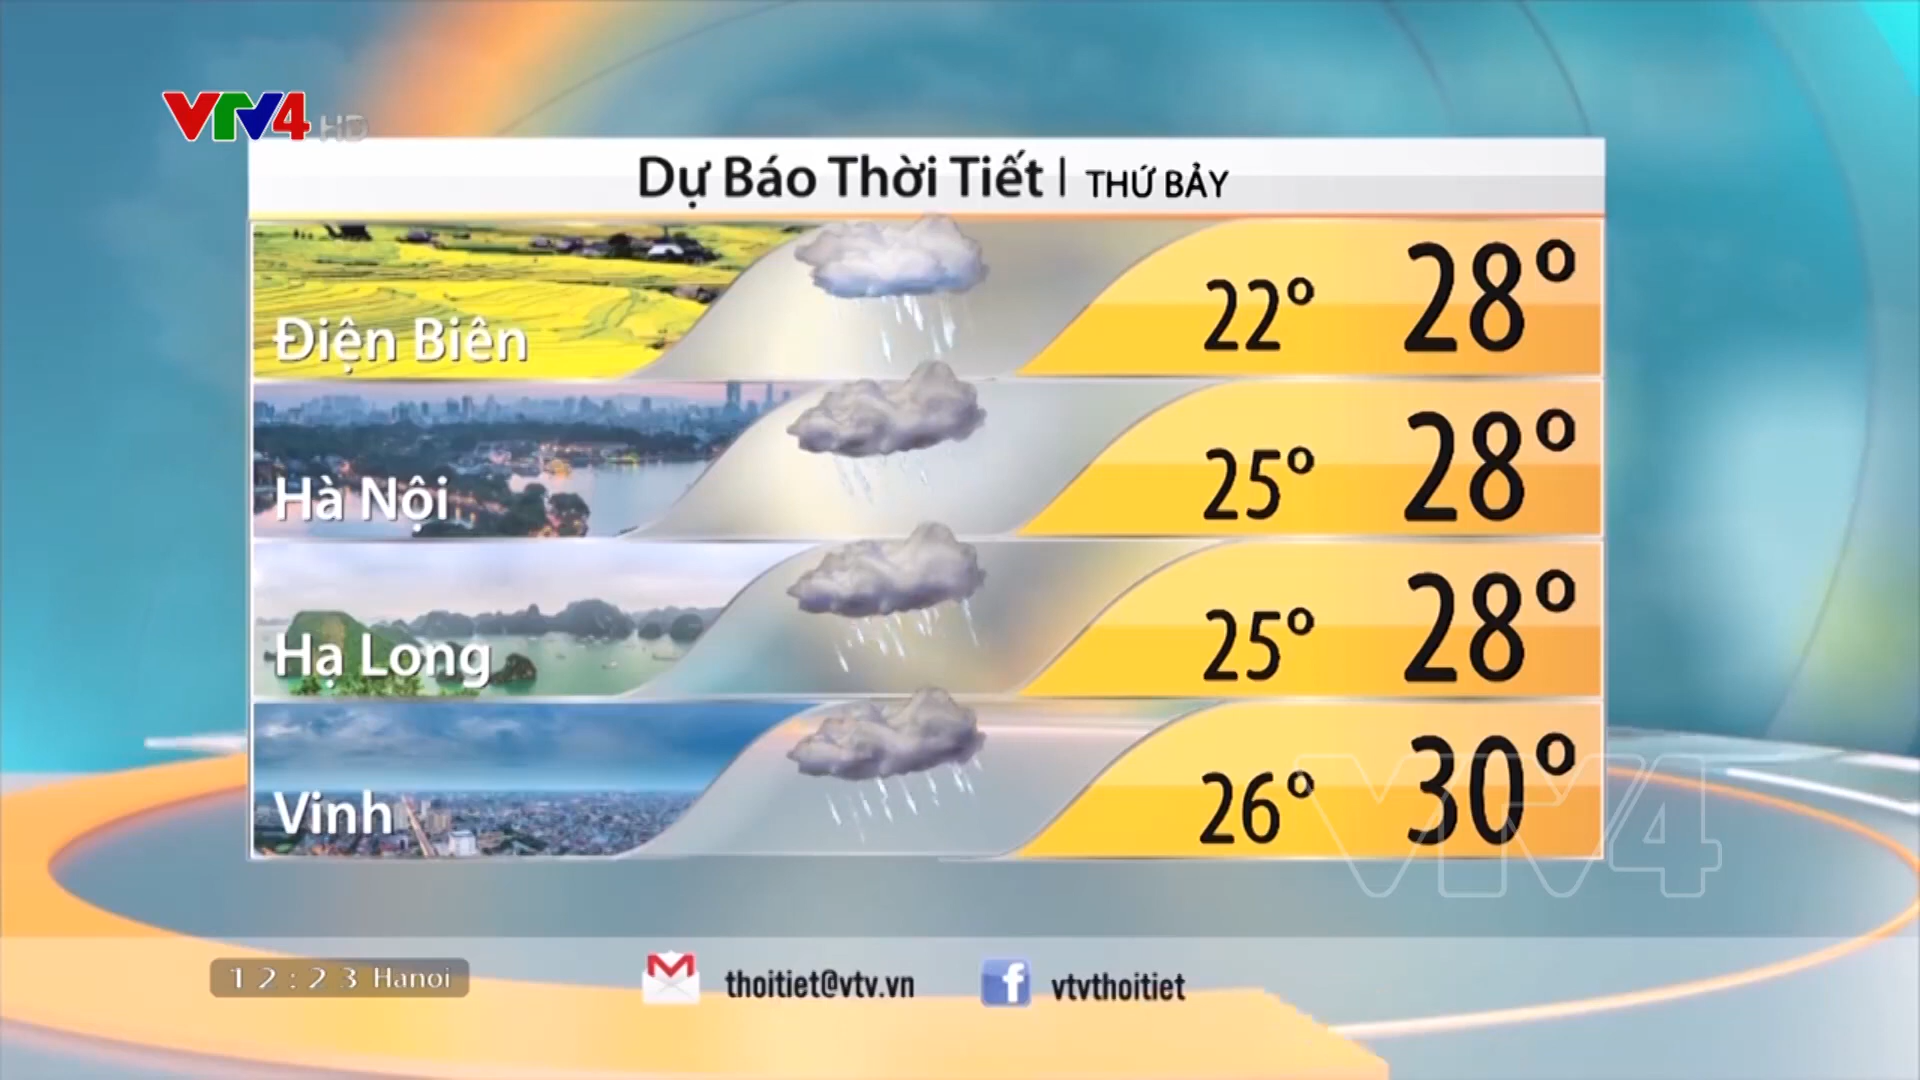 VTV4 HD
Dự Báo Thời Tiết | THỨ BẢY
Điện Biên 22° 28°
Hà Nội 25° 28°
Hạ Long 25° 28°
Vinh 26° 30°
VTV4
12:23 Hanoi thoitiet@vtv.vn f vtvthoitiet